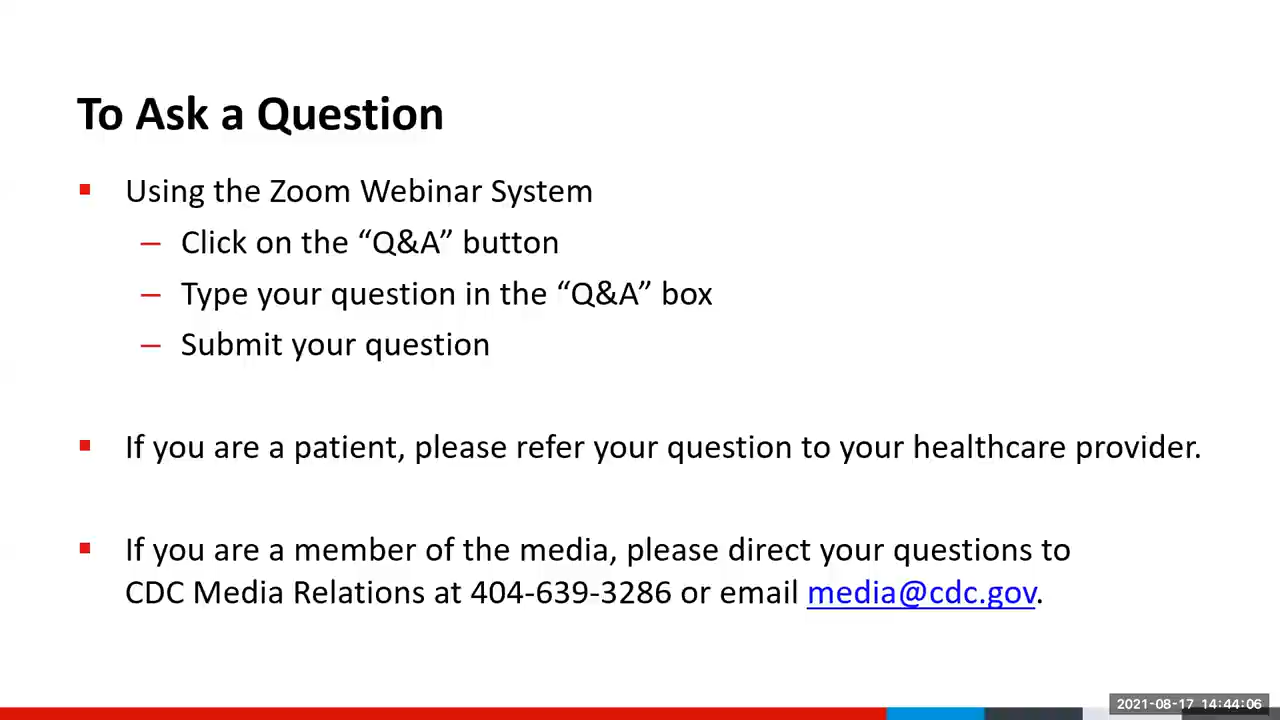 To Ask a Question
▪ Using the Zoom Webinar System
– Click on the “Q&A” button
– Type your question in the “Q&A” box
– Submit your question
▪ If you are a patient, please refer your question to your healthcare provider.
▪ If you are a member of the media, please direct your questions to
CDC Media Relations at 404-639-3286 or email media@cdc.gov.
2021-08-17 14:44:06